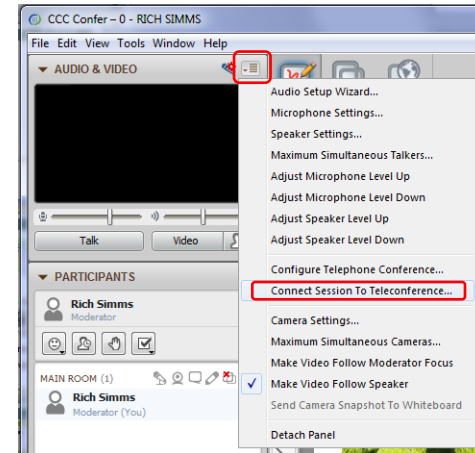 CCC Confer – 0 - RICH SIMMS
File Edit View Tools Window Help
AUDIO & VIDEO
Talk
Video
PARTICIPANTS
Rich Simms
Moderator
MAIN ROOM (1)
Rich Simms
Moderator (You)
Audio Setup Wizard...
Microphone Settings...
Speaker Settings...
Maximum Simultaneous Talkers...
Adjust Microphone Level Up
Adjust Microphone Level Down
Adjust Speaker Level Up
Adjust Speaker Level Down
Configure Telephone Conference...
Connect Session To Teleconference...
Camera Settings...
Maximum Simultaneous Cameras...
Make Video Follow Moderator Focus
Make Video Follow Speaker
Send Camera Snapshot To Whiteboard
Detach Panel